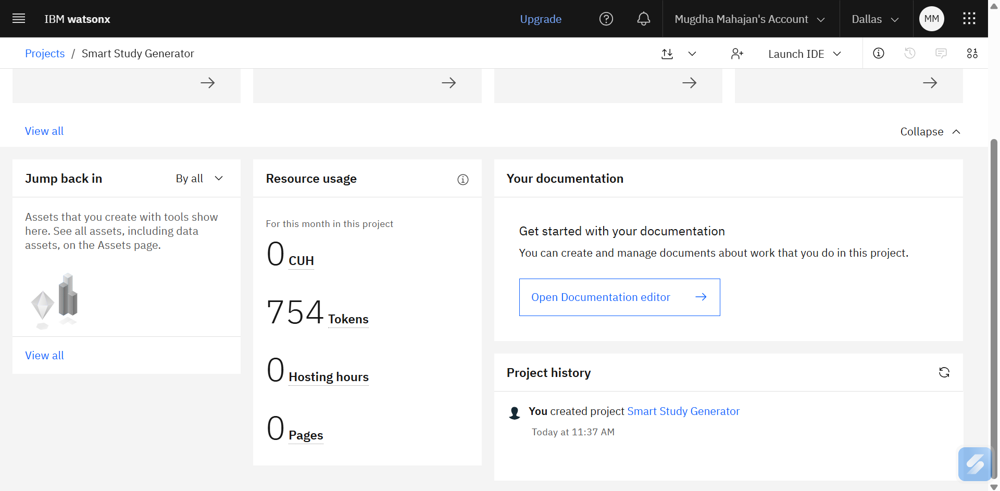 IBM watsonx
Upgrade
Mugdha Mahajan's Account
Dallas
MM
Projects / Smart Study Generator
Launch IDE
View all
Collapse
Jump back in
By all
Assets that you create with tools show
here. See all assets, including data
assets, on the Assets page.
View all
Resource usage
For this month in this project
0 CUH
754 Tokens
0 Hosting hours
0 Pages
Your documentation
Get started with your documentation
You can create and manage documents about work that you do in this project.
Open Documentation editor
Project history
You created project Smart Study Generator
Today at 11:37 AM